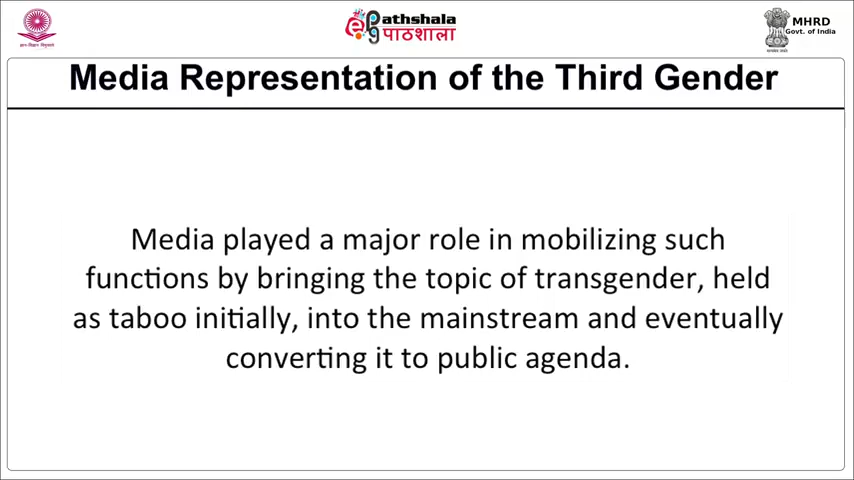 ePathshala
पाठशाला
MHRD
Govt. of India
Media Representation of the Third Gender
Media played a major role in mobilizing such
functions by bringing the topic of transgender, held
as taboo initially, into the mainstream and eventually
converting it to public agenda.